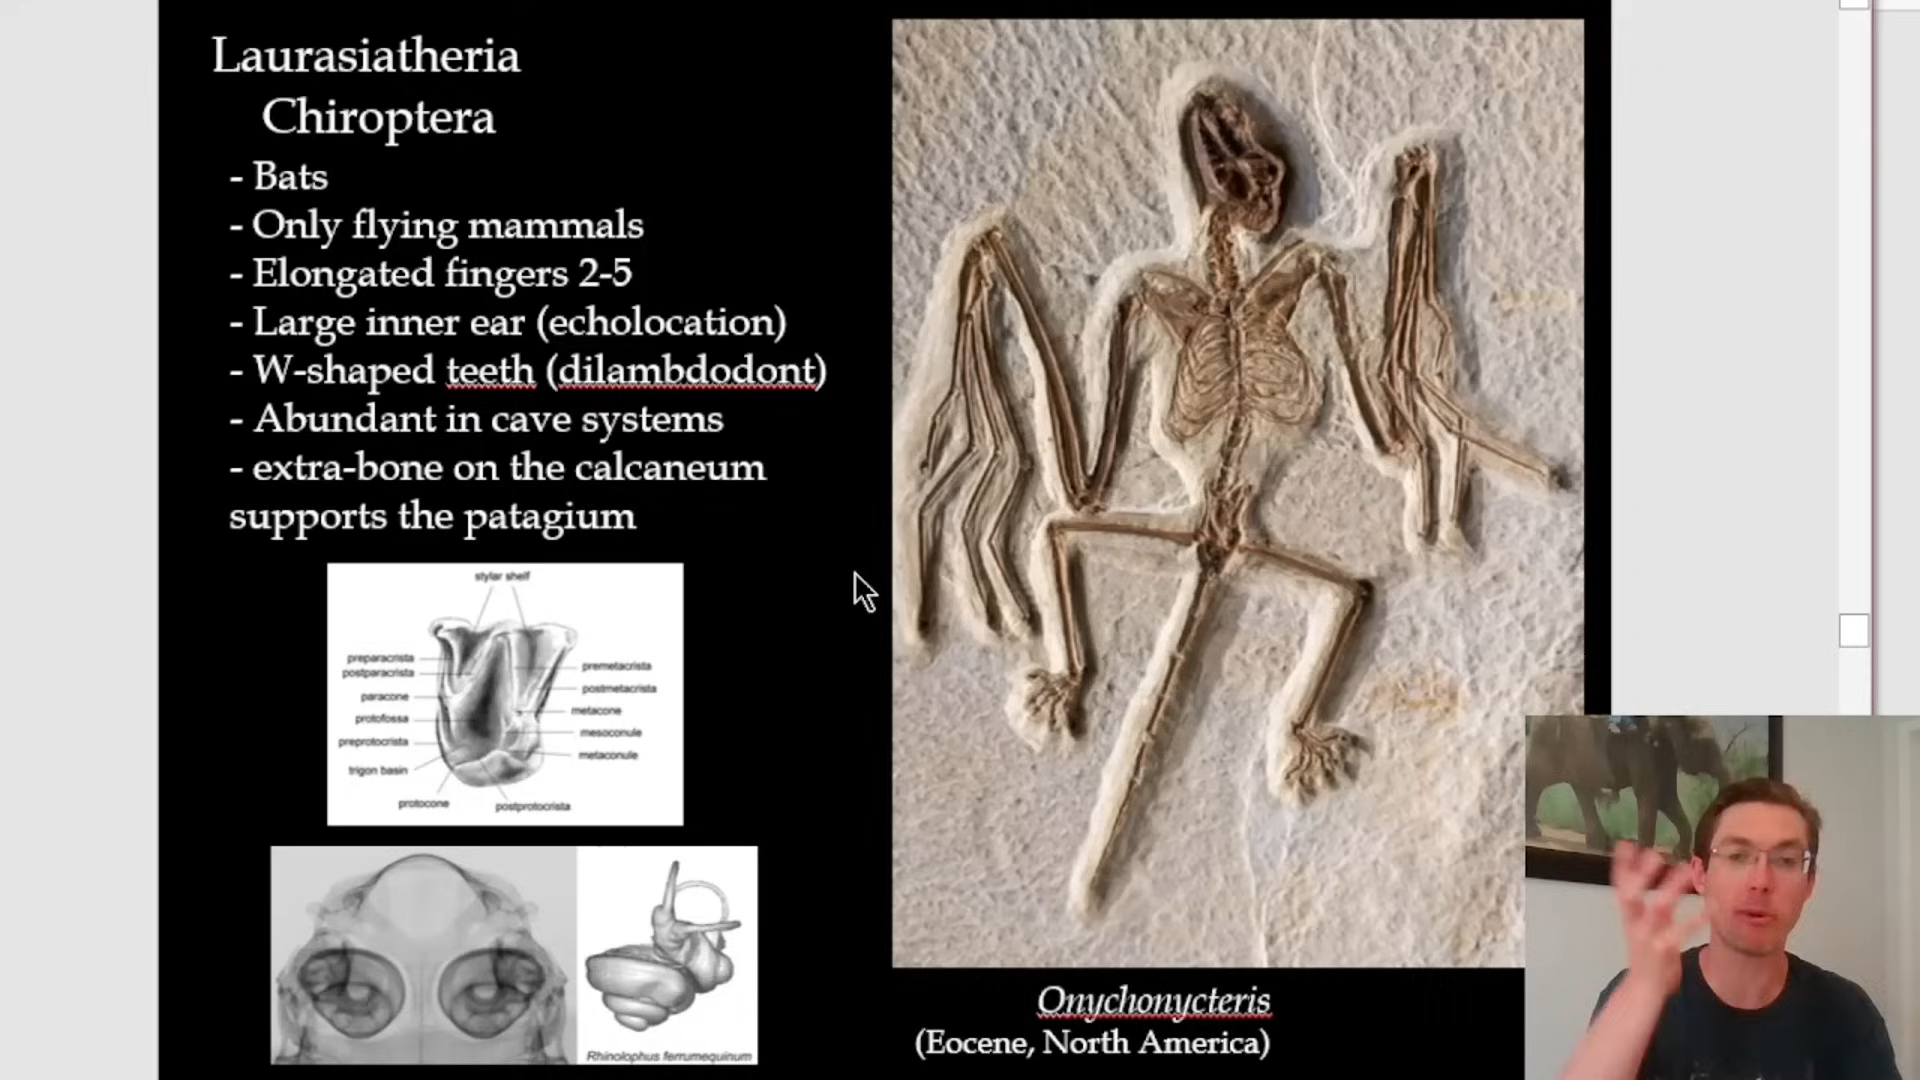 Laurasiatheria
Chiroptera
- Bats
- Only flying mammals
- Elongated fingers 2-5
- Large inner ear (echolocation)
- W-shaped teeth (dilambdodont)
- Abundant in cave systems
- extra-bone on the calcaneum
supports the patagium
stylar shelf
preparacrista
postparacrista
paracone
protofossa
preprotocrista
trigon basin
protocone
postprotocrista
premetacrista
postmetacrista
metacone
mesoconule
metaconule
Rhinolophus ferrumequinum
Onychonycteris
(Eocene, North America)